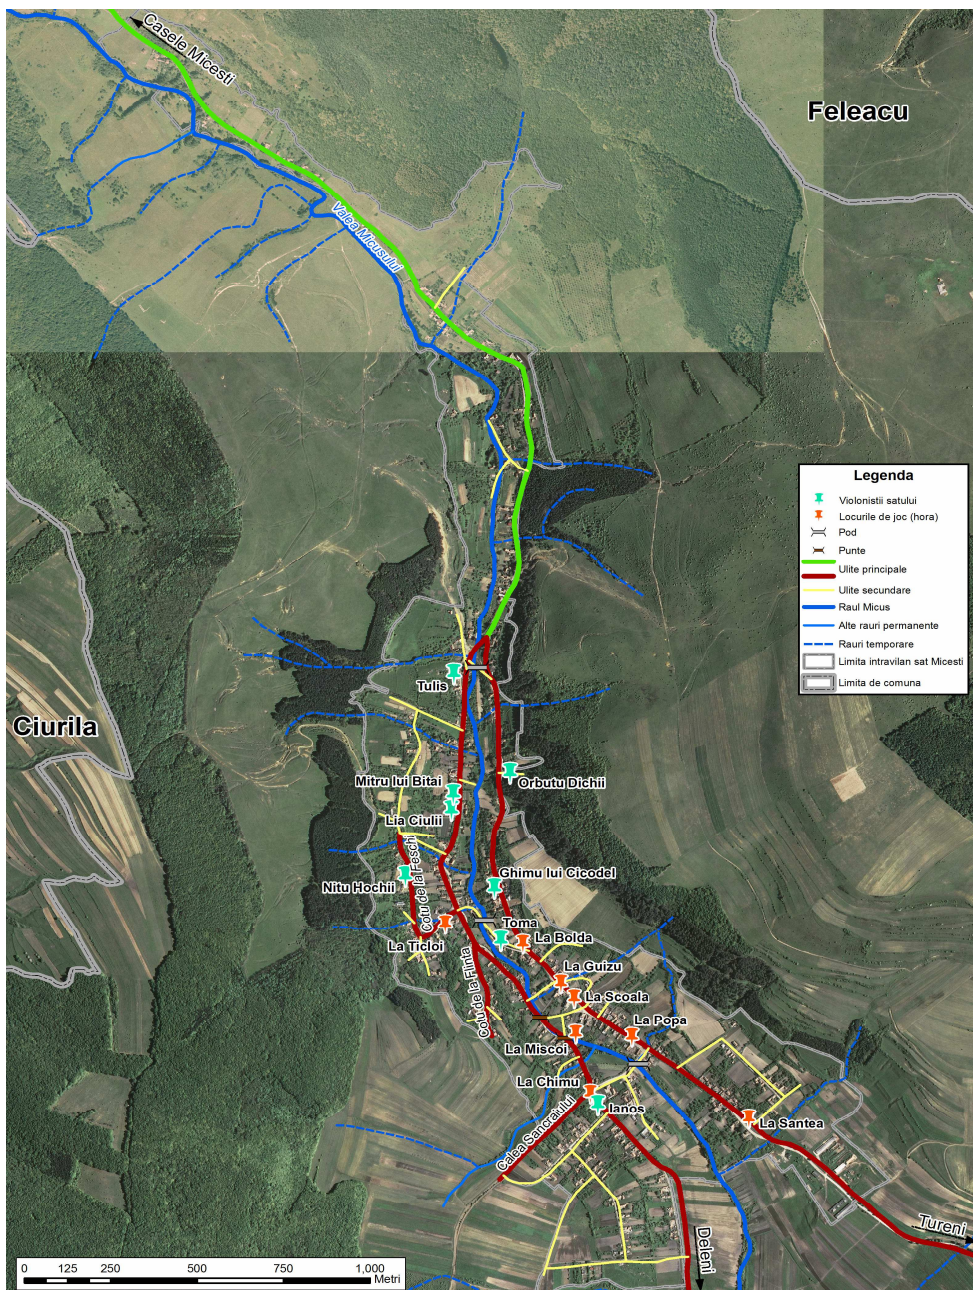 Casele Micesti
Feleacu
Valea Micusului
Legenda
Violonistii satului
Locurile de joc (hora)
Pod
Punte
Ulite principale
Ulite secundare
Raul Micus
Alte rauri permanente
Rauri temporare
Limita intravilan sat Micesti
Limita de comuna
Ciurila
Tulis
Mitru lui Bitai
Orbutu Dichii
Lia Ciulii
Cotu de la Feschi
Ghimu lui Cicodel
Nitu Hochii
Toma
La Ticloi
La Bolda
Cotu de la Flinta
La Guizu
La Scoala
La Popa
La Miscoi
La Chimu
Ianos
La Santea
Calea Sancraiului
Tureni
Deleni
0 125 250 500 750 1,000
Metri